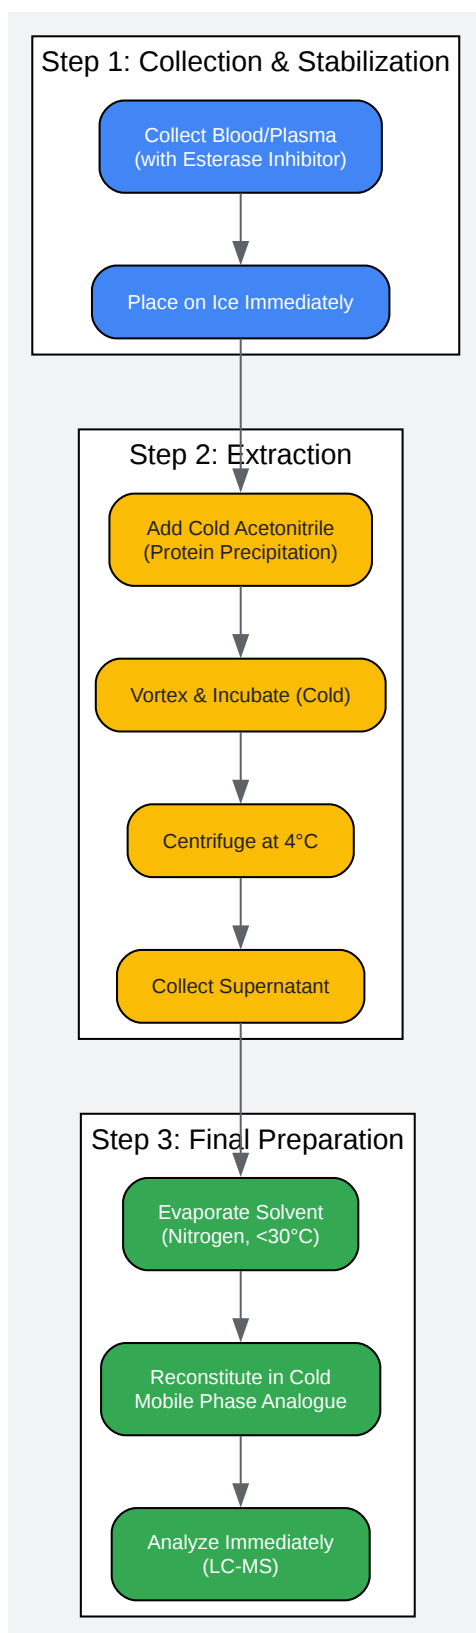 Step 1: Collection & Stabilization
Collect Blood/Plasma
(with Esterase Inhibitor)
Place on Ice Immediately
Step 2: Extraction
Add Cold Acetonitrile
(Protein Precipitation)
Vortex & Incubate (Cold)
Centrifuge at 4°C
Collect Supernatant
Step 3: Final Preparation
Evaporate Solvent
(Nitrogen, <30°C)
Reconstitute in Cold
Mobile Phase Analogue
Analyze Immediately
(LC-MS)